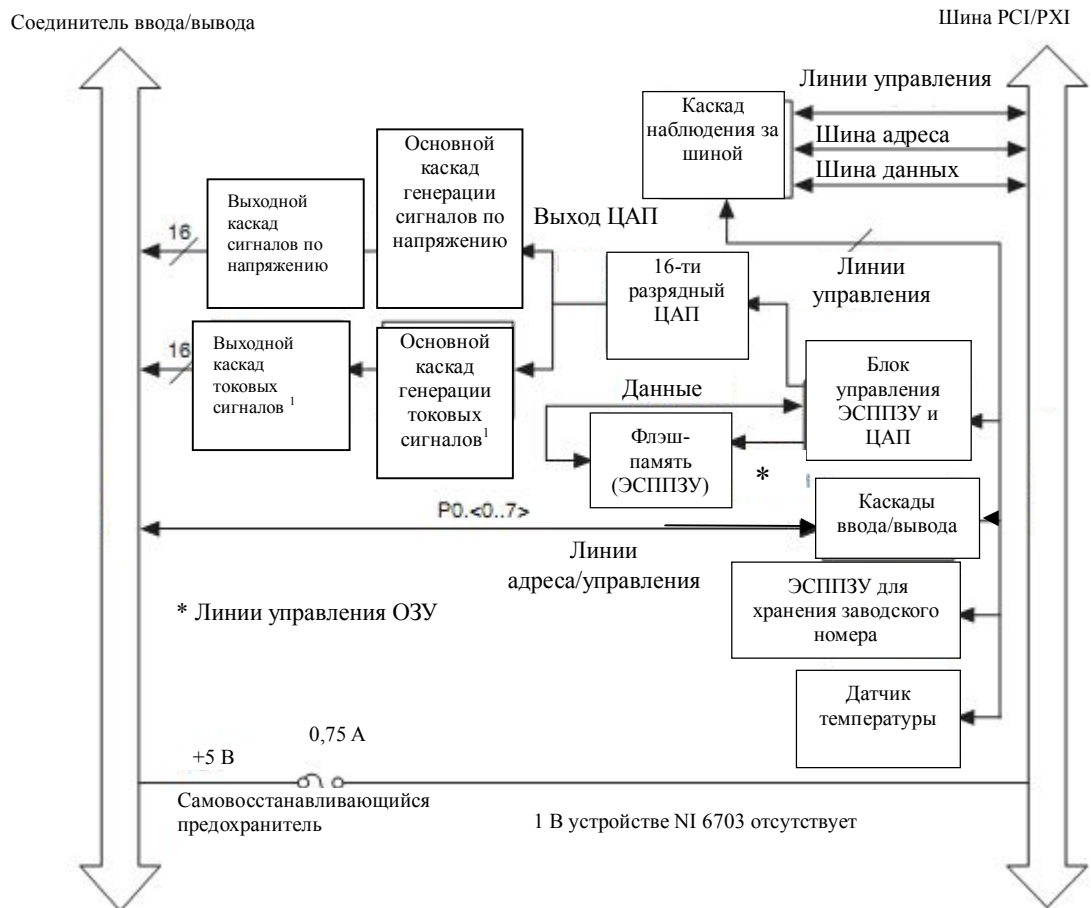 Соединитель ввода/вывода
Шина PCI/PXI
Линии управления
Каскад
наблюдения за
шиной
Шина адреса
Шина данных
Основной
каскад
генерации
сигналов по
напряжению
Выходной
каскад
сигналов по
напряжению
16
Выход ЦАП
16-ти
разрядный
ЦАП
Линии
управления
16
Выходной
каскад
токовых
сигналов 1
Основной
каскад
генерации
токовых
сигналов1
Блок
управления
ЭСППЗУ и
ЦАП
Данные
Флэш-
память
(ЭСППЗУ)
*
P0.<0..7>
Каскады
ввода/вывода
Линии
адреса/управления
ЭСППЗУ для
хранения заводского
номера
* Линии управления ОЗУ
Датчик
температуры
0,75 А
+5 В
Самовосстанавливающийся
предохранитель
1 В устройстве NI 6703 отсутствует